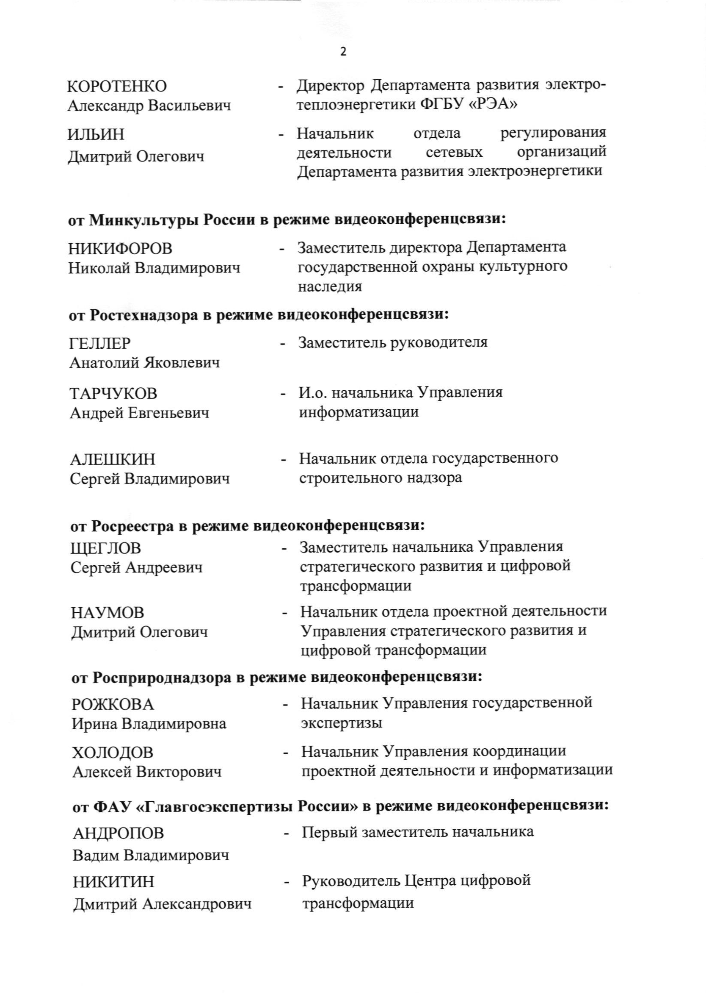 2
КОРОТЕНКО - Директор Департамента развития электро-
Александр Васильевич теплоэнергетики ФГБУ «РЭА»
ИЛЬИН - Начальник отдела регулирования
Дмитрий Олегович деятельности сетевых организаций
Департамента развития электроэнергетики
от Минкультуры России в режиме видеоконференцсвязи:
НИКИФОРОВ - Заместитель директора Департамента
Николай Владимирович государственной охраны культурного
наследия
от Ростехнадзора в режиме видеоконференцсвязи:
ГЕЛЛЕР - Заместитель руководителя
Анатолий Яковлевич
ТАРЧУКОВ - И.о. начальника Управления
Андрей Евгеньевич информатизации
АЛЕШКИН - Начальник отдела государственного
Сергей Владимирович строительного надзора
от Росреестра в режиме видеоконференцсвязи:
ЩЕГЛОВ - Заместитель начальника Управления
Сергей Андреевич стратегического развития и цифровой
трансформации
НАУМОВ - Начальник отдела проектной деятельности
Дмитрий Олегович Управления стратегического развития и
цифровой трансформации
от Росприроднадзора в режиме видеоконференцсвязи:
РОЖКОВА - Начальник Управления государственной
Ирина Владимировна экспертизы
ХОЛОДОВ - Начальник Управления координации
Алексей Викторович проектной деятельности и информатизации
от ФАУ «Главгосэкспертизы России» в режиме видеоконференцсвязи:
АНДРОПОВ - Первый заместитель начальника
Вадим Владимирович
НИКИТИН - Руководитель Центра цифровой
Дмитрий Александрович трансформации